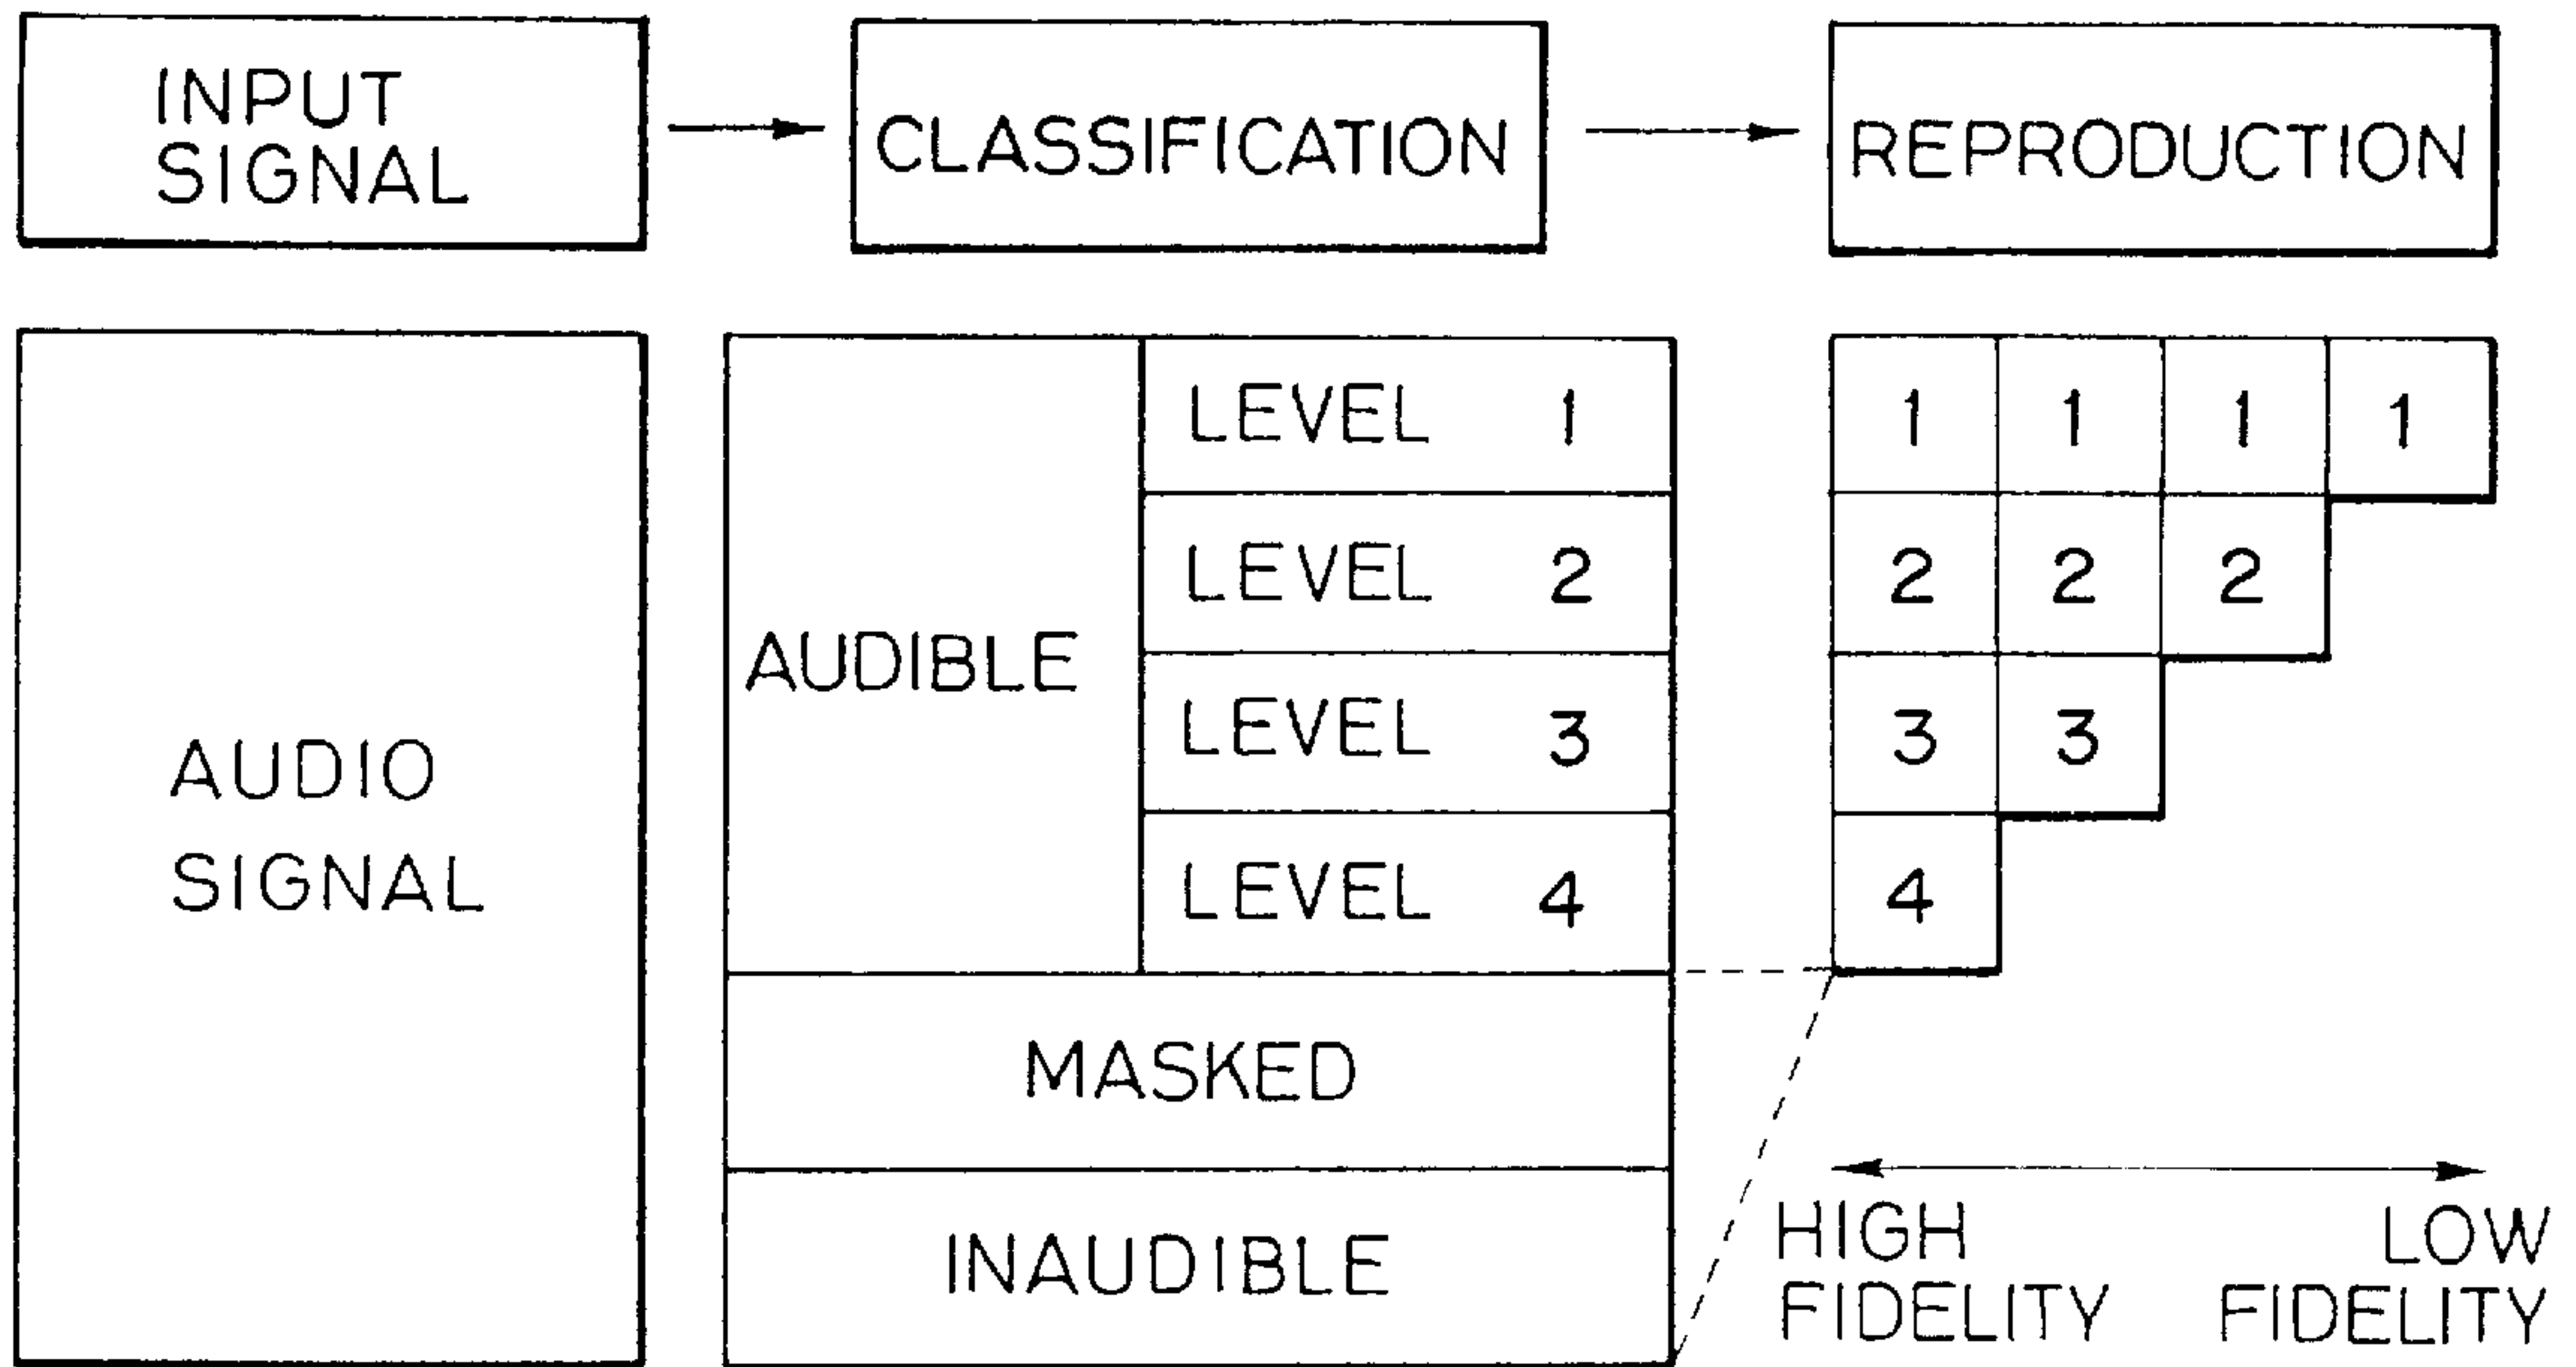 INPUT
SIGNAL
CLASSIFICATION
REPRODUCTION
AUDIO
SIGNAL
AUDIBLE
LEVEL 1
LEVEL 2
LEVEL 3
LEVEL 4
MASKED
INAUDIBLE
1 1 1 1
2 2 2
3 3
4
HIGH
FIDELITY
LOW
FIDELITY